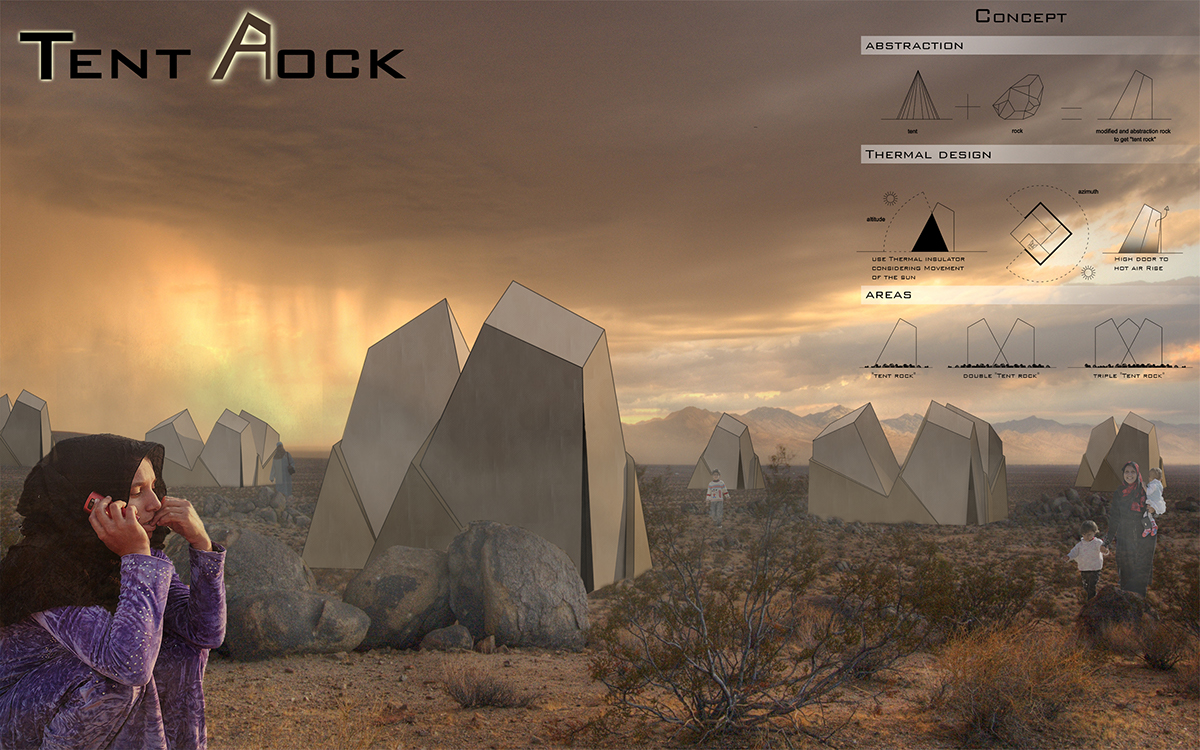 TENT ROCK
CONCEPT
ABSTRACTION
tent
rock
modified and abstraction rock
to get "tent rock"
THERMAL DESIGN
altitude
azimuth
USE THERMAL INSULATOR
CONSIDERING MOVEMENT
OF THE SUN
HIGH DOOR TO
HOT AIR RISE
AREAS
"TENT ROCK"
DOUBLE "TENT ROCK"
TRIPLE "TENT ROCK"